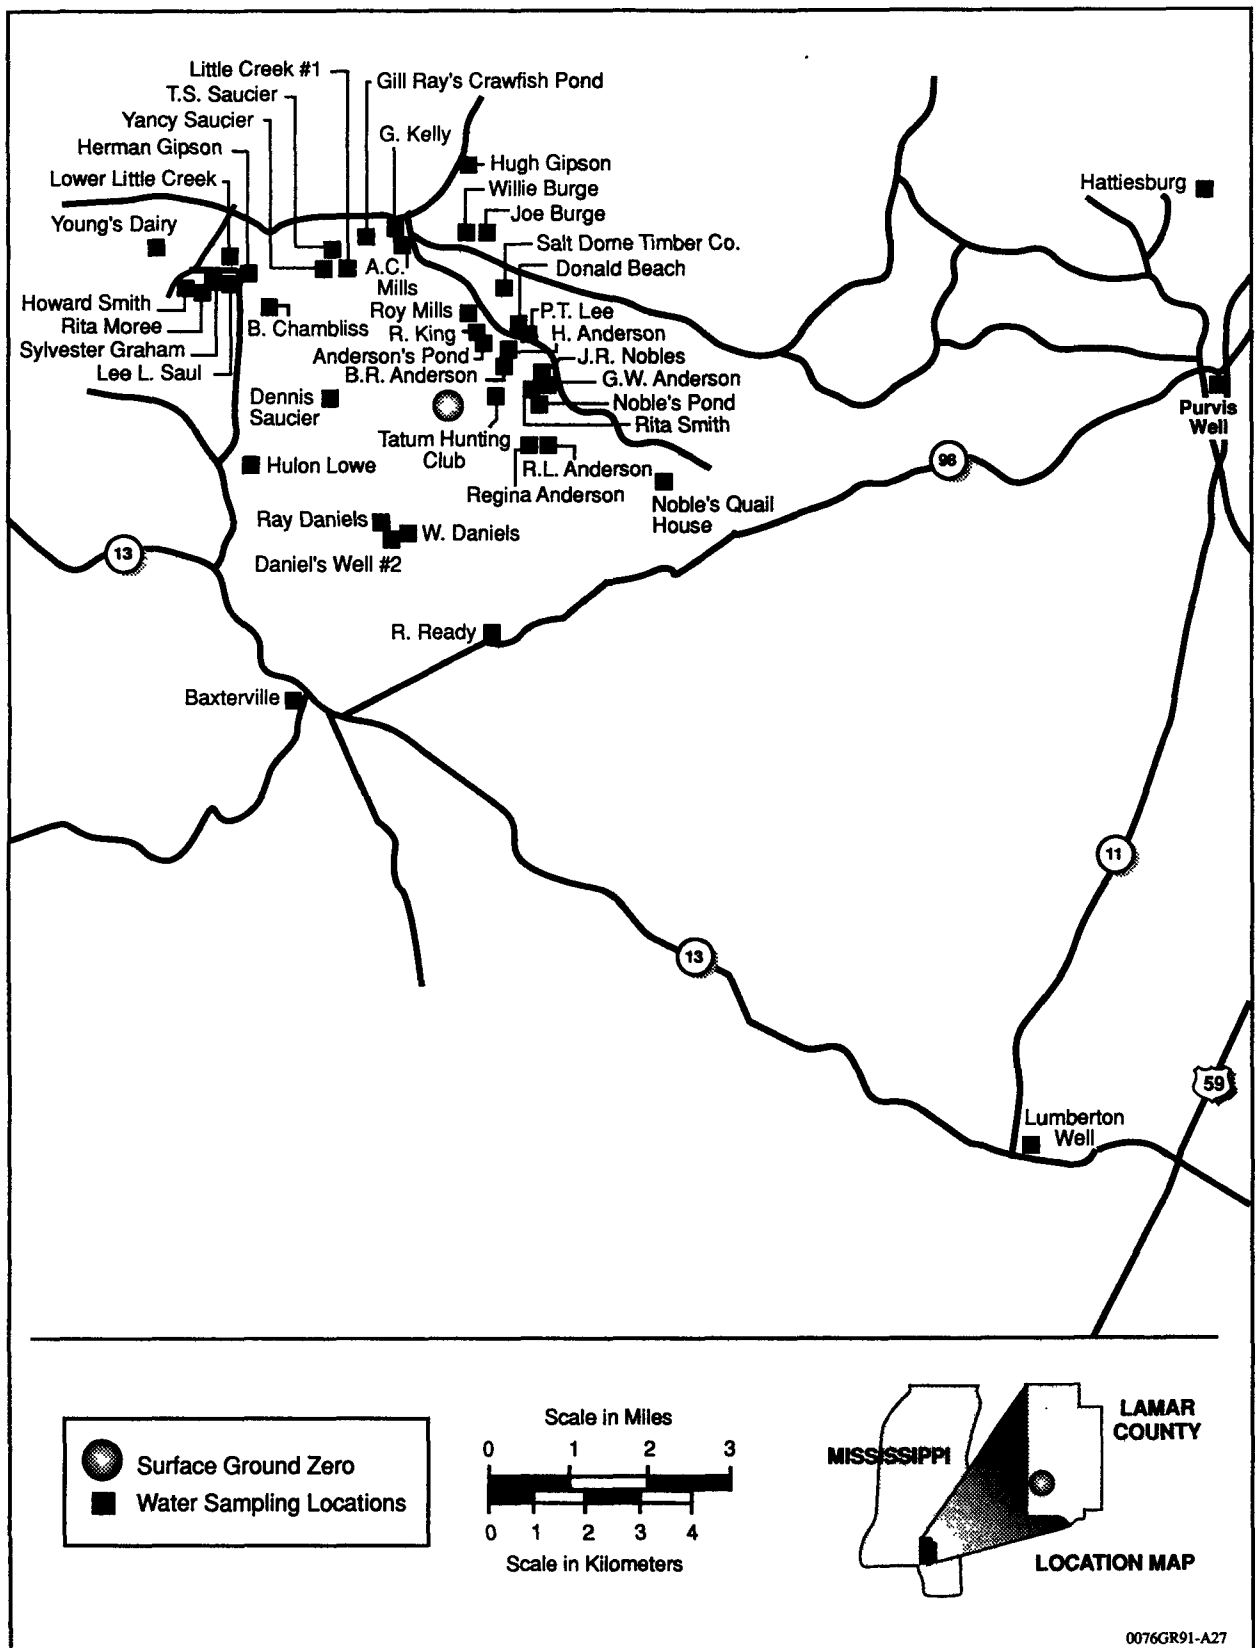 Little Creek #1
Gill Ray's Crawfish Pond
T.S. Saucier
Yancy Saucier
G. Kelly
Herman Gipson
Hugh Gipson
Lower Little Creek
Willie Burge
Hattiesburg
Joe Burge
Young's Dairy
Salt Dome Timber Co.
A.C.
Mills
Donald Beach
Howard Smith
Roy Mills
P.T. Lee
Rita Moree
B. Chambliss
R. King
H. Anderson
Sylvester Graham
Anderson's Pond
J.R. Nobles
Lee L. Saul
B.R. Anderson
G.W. Anderson
Dennis
Saucier
Noble's Pond
Purvis
Well
Rita Smith
Tatum Hunting
Club
Hulon Lowe
R.L. Anderson
98
Regina Anderson
Noble's Quail
House
Ray Daniels
W. Daniels
13
Daniel's Well #2
R. Ready
Baxterville
11
13
59
Lumberton
Well
Surface Ground Zero
Water Sampling Locations
Scale in Miles
0 1 2 3
0 1 2 3 4
Scale in Kilometers
MISSISSIPPI
LAMAR
COUNTY
LOCATION MAP
0076GR91-A27